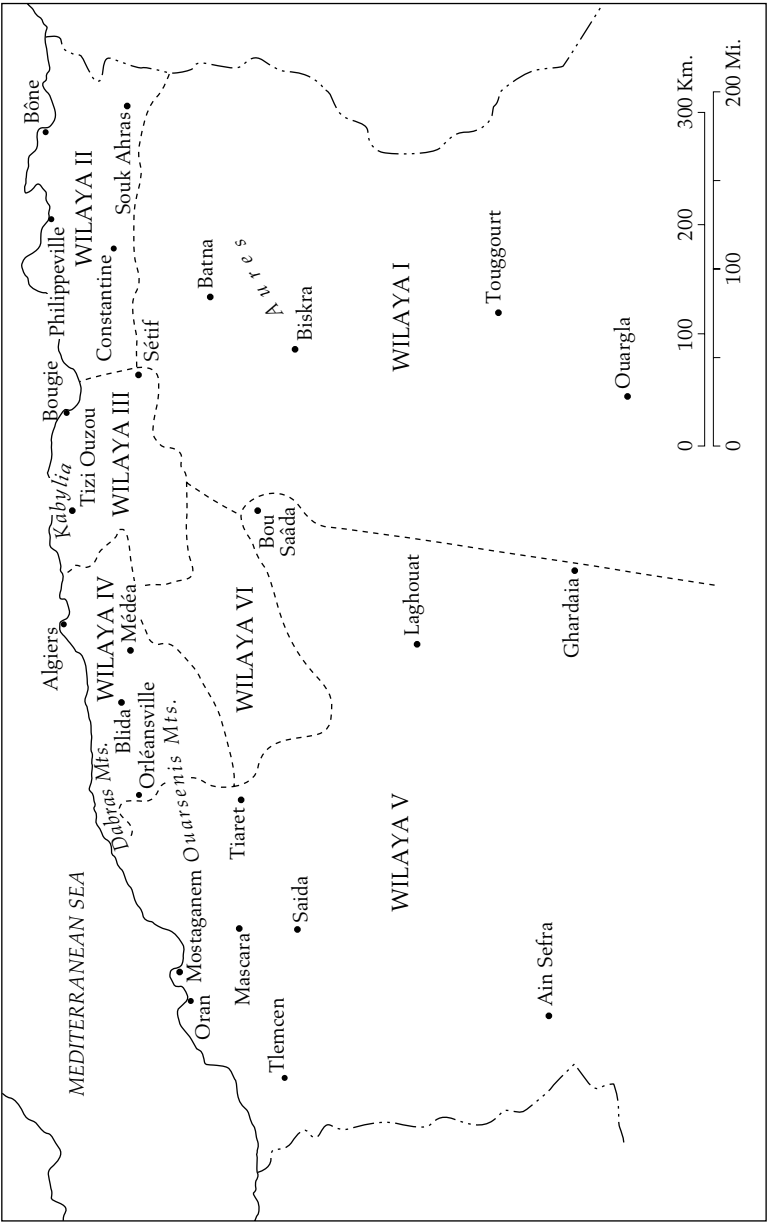 MEDITERRANEAN SEA
Oran
Mostaganem
Mascara
Tlemcen
Saida
Ain Sefra
WILAYA V
Tiaret
Dabras Mts.
Orléansville
Ouarsenis Mts.
Blida
Algiers
WILAYA IV
Médéa
WILAYA VI
Laghouat
Ghardaia
Kabylia
Tizi Ouzou
Bougie
WILAYA III
Bou
Saâda
Sétif
Philippeville
Constantine
WILAYA II
Bône
Souk Ahras
Batna
Aures
Biskra
WILAYA I
Touggourt
Ouargla
0 100 200 300 Km.
0 100 200 Mi.